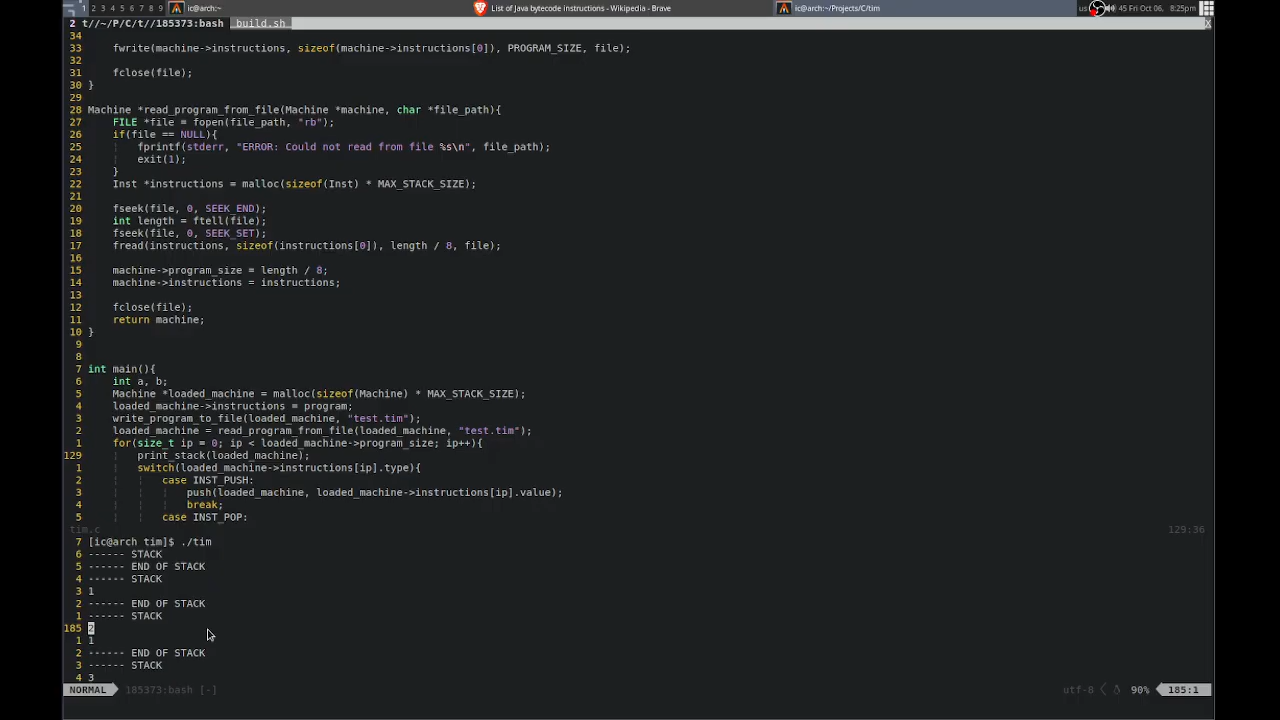 1 2 3 4 5 6 7 8 9 ic@arch:~ List of Java bytecode instructions - Wikipedia - Brave ic@arch:~/Projects/C/tim us 45 Fri Oct 06, 8:25pm
2 t//~/P/C/t//185373:bash build.sh X
34
33 fwrite(machine->instructions, sizeof(machine->instructions[0]), PROGRAM_SIZE, file);
32
31 fclose(file);
30 }
29
28 Machine *read_program_from_file(Machine *machine, char *file_path){
27 FILE *file = fopen(file_path, "rb");
26 if(file == NULL){
25 fprintf(stderr, "ERROR: Could not read from file %s\n", file_path);
24 exit(1);
23 }
22 Inst *instructions = malloc(sizeof(Inst) * MAX_STACK_SIZE);
21
20 fseek(file, 0, SEEK_END);
19 int length = ftell(file);
18 fseek(file, 0, SEEK_SET);
17 fread(instructions, sizeof(instructions[0]), length / 8, file);
16
15 machine->program_size = length / 8;
14 machine->instructions = instructions;
13
12 fclose(file);
11 return machine;
10 }
9
8
7 int main(){
6 int a, b;
5 Machine *loaded_machine = malloc(sizeof(Machine) * MAX_STACK_SIZE);
4 loaded_machine->instructions = program;
3 write_program_to_file(loaded_machine, "test.tim");
2 loaded_machine = read_program_from_file(loaded_machine, "test.tim");
1 for(size_t ip = 0; ip < loaded_machine->program_size; ip++){
129 print_stack(loaded_machine);
1 switch(loaded_machine->instructions[ip].type){
2 case INST_PUSH:
3 push(loaded_machine, loaded_machine->instructions[ip].value);
4 break;
5 case INST_POP:
tim.c 129:36
7 [ic@arch tim]$ ./tim
6 ------ STACK
5 ------ END OF STACK
4 ------ STACK
3 1
2 ------ END OF STACK
1 ------ STACK
185 2
1 1
2 ------ END OF STACK
3 ------ STACK
4 3
NORMAL 185373:bash [-] utf-8 90% 185:1